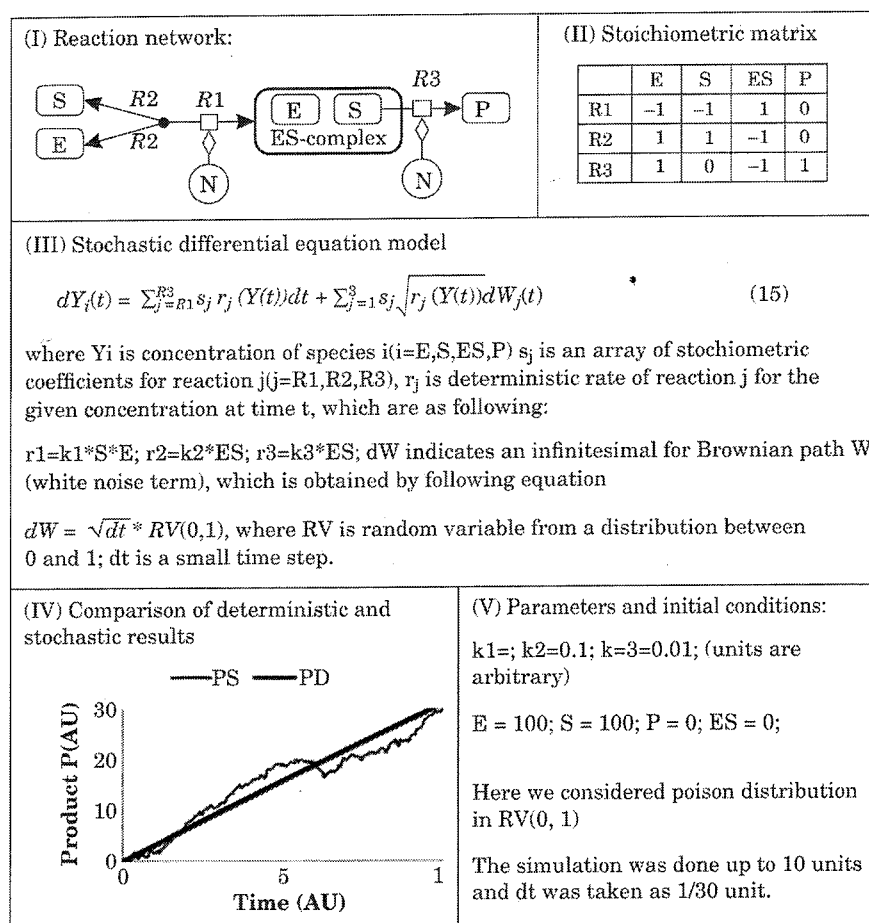 (I) Reaction network:
S
E
R2
R2
R1
E
S
ES-complex
R3
P
N
N
(II) Stoichiometric matrix
E S ES P
R1 –1 –1 1 0
R2 1 1 –1 0
R3 1 0 –1 1
(III) Stochastic differential equation model
dYi(t) = ∑_{j=R1}^{R3} s_j r_j (Y(t))dt + ∑_{j=1}^{3} s_j √(r_j (Y(t))) dW_j(t) (15)
where Yi is concentration of species i(i=E,S,ES,P) s_j is an array of stochiometric
coefficients for reaction j(j=R1,R2,R3), r_j is deterministic rate of reaction j for the
given concentration at time t, which are as following:
r1=k1*S*E; r2=k2*ES; r3=k3*ES; dW indicates an infinitesimal for Brownian path W
(white noise term), which is obtained by following equation
dW = √dt * RV(0,1), where RV is random variable from a distribution between
0 and 1; dt is a small time step.
(IV) Comparison of deterministic and
stochastic results
PS PD
30
20
10
0
Product P(AU)
0 5 1
Time (AU)
(V) Parameters and initial conditions:
k1=; k2=0.1; k=3=0.01; (units are
arbitrary)
E = 100; S = 100; P = 0; ES = 0;
Here we considered poison distribution
in RV(0, 1)
The simulation was done up to 10 units
and dt was taken as 1/30 unit.